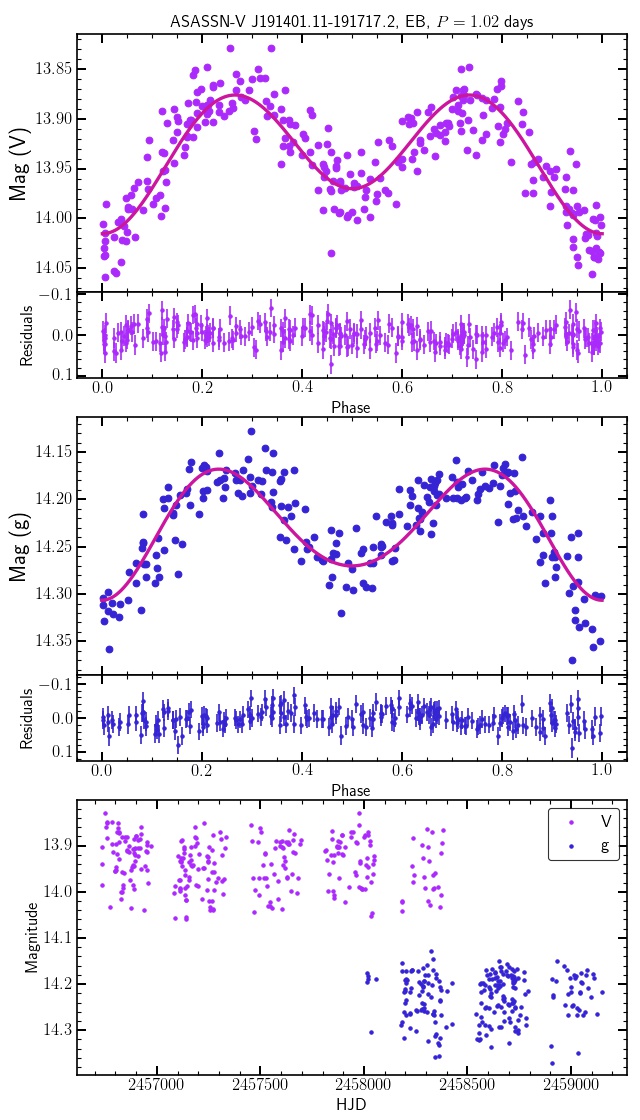 ASASSN-V J191401.11-191717.2, EB, P = 1.02 days
Mag (V)
13.85
13.90
13.95
14.00
14.05
Residuals
−0.1
0.0
0.1
0.0 0.2 0.4 0.6 0.8 1.0
Phase
Mag (g)
14.15
14.20
14.25
14.30
14.35
Residuals
−0.1
0.0
0.1
0.0 0.2 0.4 0.6 0.8 1.0
Phase
Magnitude
13.9
14.0
14.1
14.2
14.3
V
g
2457000 2457500 2458000 2458500 2459000
HJD